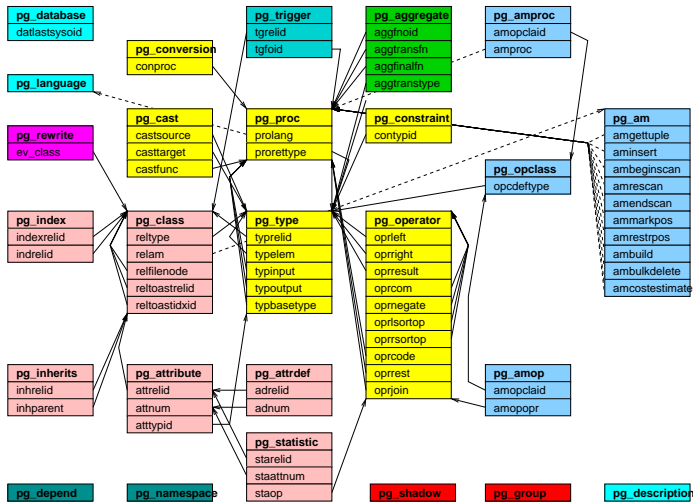 pg_database
datlastsysoid
pg_language
pg_rewrite
ev_class
pg_index
indexrelid
indrelid
pg_inherits
inhrelid
inhparent
pg_depend
pg_conversion
conproc
pg_cast
castsource
casttarget
castfunc
pg_class
reltype
relam
relfilenode
reltoastrelid
reltoastidxid
pg_attribute
attrelid
attnum
atttypid
pg_namespace
pg_trigger
tgrelid
tgfoid
pg_proc
prolang
prorettype
pg_type
typrelid
typelem
typinput
typoutput
typbasetype
pg_attrdef
adrelid
adnum
pg_statistic
starelid
staattnum
staop
pg_aggregate
aggfnoid
aggtransfn
aggfinalfn
aggtranstype
pg_constraint
contypid
pg_operator
oprleft
oprright
oprresult
oprcom
oprnegate
oprlsortop
oprrsortop
oprcode
oprrest
oprjoin
pg_shadow
pg_amproc
amopclaid
amproc
pg_opclass
opcdeftype
pg_amop
amopclaid
amopopr
pg_group
pg_am
amgettuple
aminsert
ambeginscan
amrescan
amendscan
ammarkpos
amrestrpos
ambuild
ambulkdelete
amcostestimate
pg_description